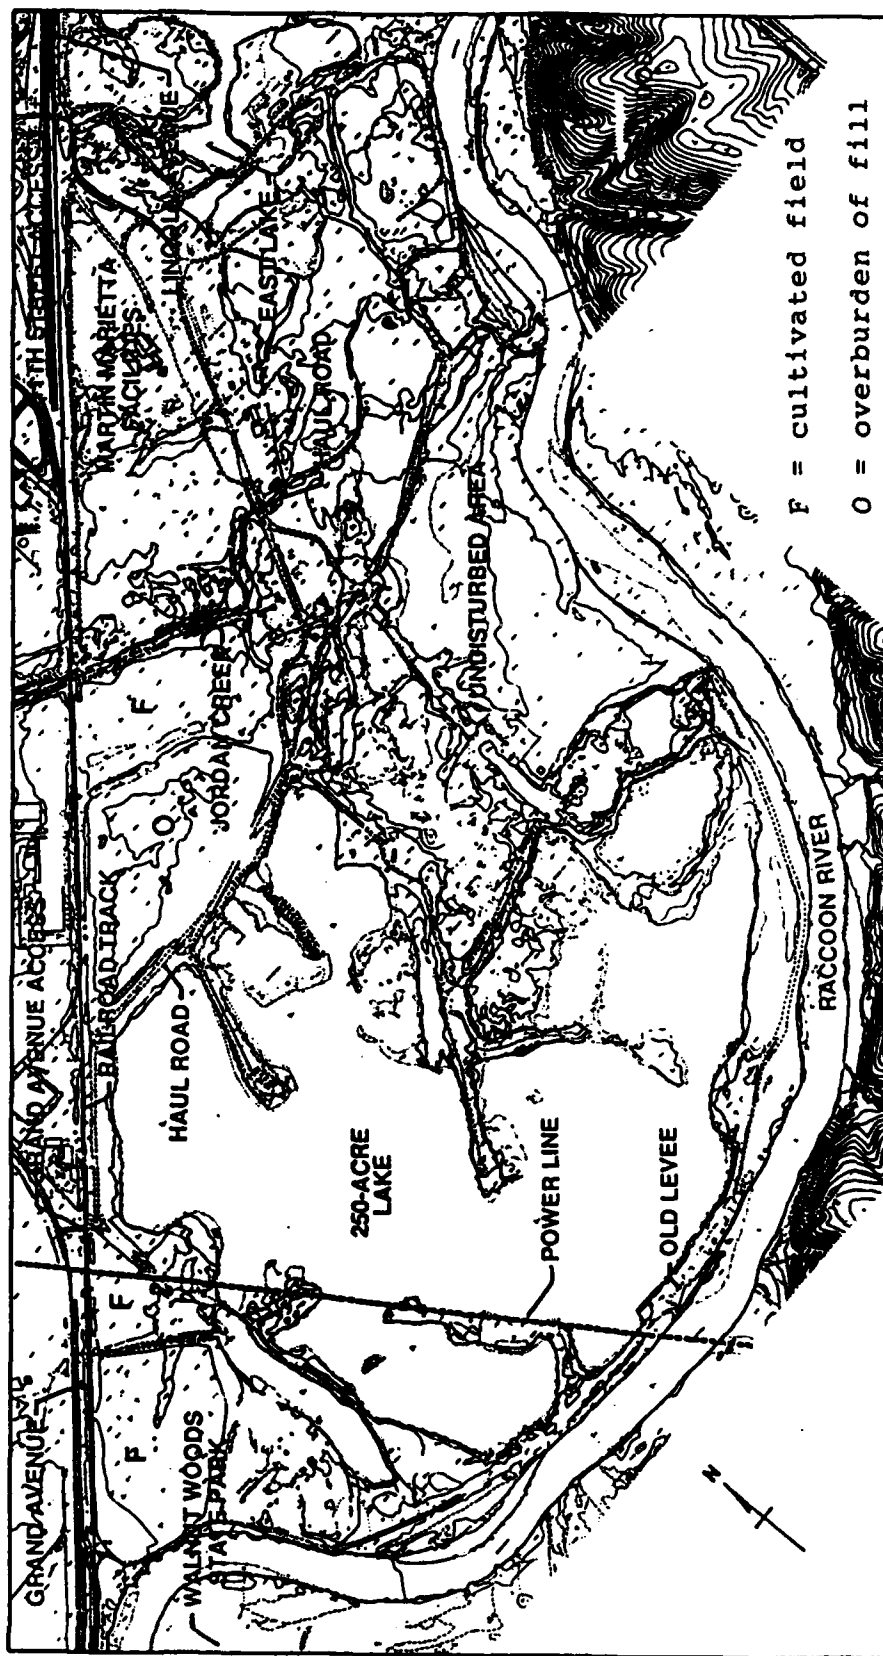 GRAND AVENUE
WALNUT WOODS
STATE PARK
F
F
GRAND AVENUE ACCESS
RAILROAD TRACK
HAUL ROAD
250-ACRE
LAKE
POWER LINE
OLD LEVEE
RACCOON RIVER
O
F
JORDAN CREEK
UNDISTURBED AREA
MARTIN MARIETTA
FACILITIES
STREET ACCESS
EAST LAKE
HAUL ROAD
N
F = cultivated field
O = overburden of fill